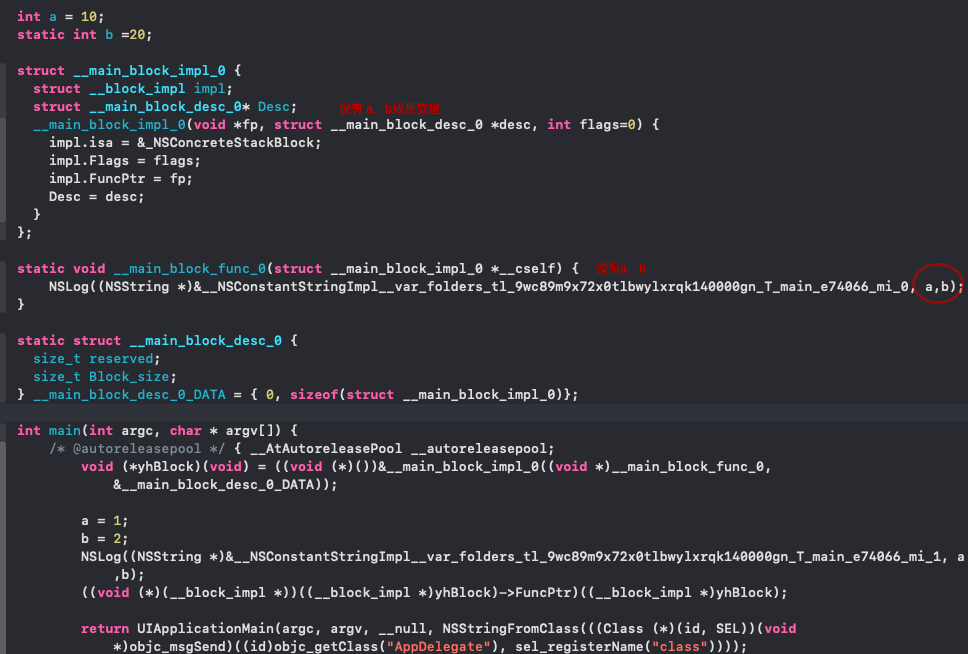 int a = 10;
static int b =20;
struct __main_block_impl_0 {
struct __block_impl impl;
struct __main_block_desc_0* Desc; 没有 a、b成员变量
__main_block_impl_0(void *fp, struct __main_block_desc_0 *desc, int flags=0) {
impl.isa = &_NSConcreteStackBlock;
impl.Flags = flags;
impl.FuncPtr = fp;
Desc = desc;
}
};
static void __main_block_func_0(struct __main_block_impl_0 *__cself) { 没有a、b
NSLog((NSString *)&__NSConstantStringImpl__var_folders_tl_9wc89m9x72x0tlbwylxrqk140000gn_T_main_e74066_mi_0, a,b);
}
static struct __main_block_desc_0 {
size_t reserved;
size_t Block_size;
} __main_block_desc_0_DATA = { 0, sizeof(struct __main_block_impl_0)};
int main(int argc, char * argv[]) {
/* @autoreleasepool */ { __AtAutoreleasePool __autoreleasepool;
void (*yhBlock)(void) = ((void (*)())&__main_block_impl_0((void *)__main_block_func_0,
&__main_block_desc_0_DATA));
a = 1;
b = 2;
NSLog((NSString *)&__NSConstantStringImpl__var_folders_tl_9wc89m9x72x0tlbwylxrqk140000gn_T_main_e74066_mi_1, a
,b);
((void (*)(__block_impl *))((__block_impl *)yhBlock)->FuncPtr)((__block_impl *)yhBlock);
return UIApplicationMain(argc, argv, __null, NSStringFromClass(((Class (*)(id, SEL))(void
*)objc_msgSend)((id)objc_getClass("AppDelegate"), sel_registerName("class"))));